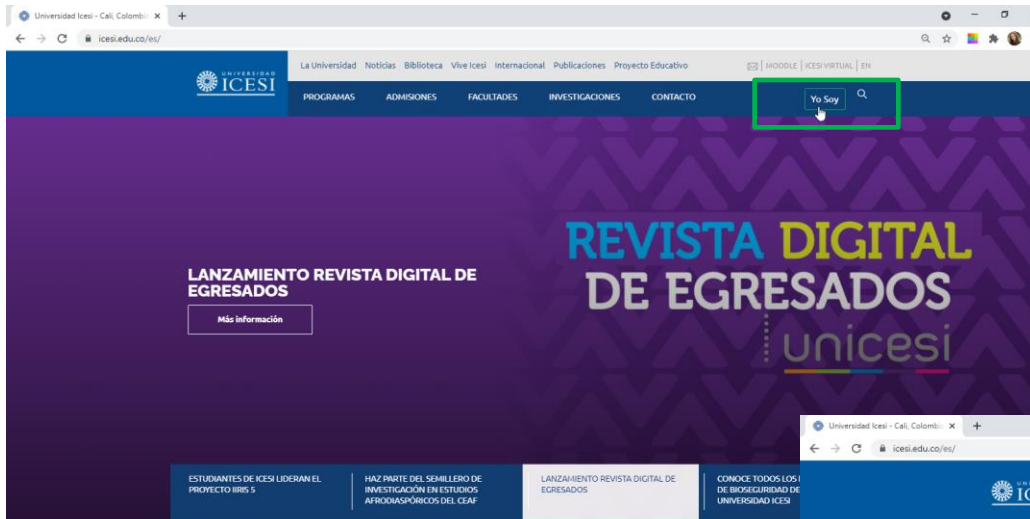 Universidad Icesi - Cali, Colombi
icesi.edu.co/es/
La Universidad Noticias Biblioteca Vive Icesi Internacional Publicaciones Proyecto Educativo
MOODLE | ICESI VIRTUAL | EN
UNIVERSIDAD
ICESI
PROGRAMAS ADMISIONES FACULTADES INVESTIGACIONES CONTACTO
Yo Soy
REVISTA DIGITAL
DE EGRESADOS
unicesi
LANZAMIENTO REVISTA DIGITAL DE
EGRESADOS
Más información
ESTUDIANTES DE ICESI LIDERAN EL
PROYECTO IIRIS 5
HAZ PARTE DEL SEMILLERO DE
INVESTIGACIÓN EN ESTUDIOS
AFRODIASPÓRICOS DEL CEAF
LANZAMIENTO REVISTA DIGITAL DE
EGRESADOS
CONOCE TODOS LOS
DE BIOSEGURIDAD DE
UNIVERSIDAD ICESI
Universidad Icesi - Cali, Colombi
icesi.edu.co/es/